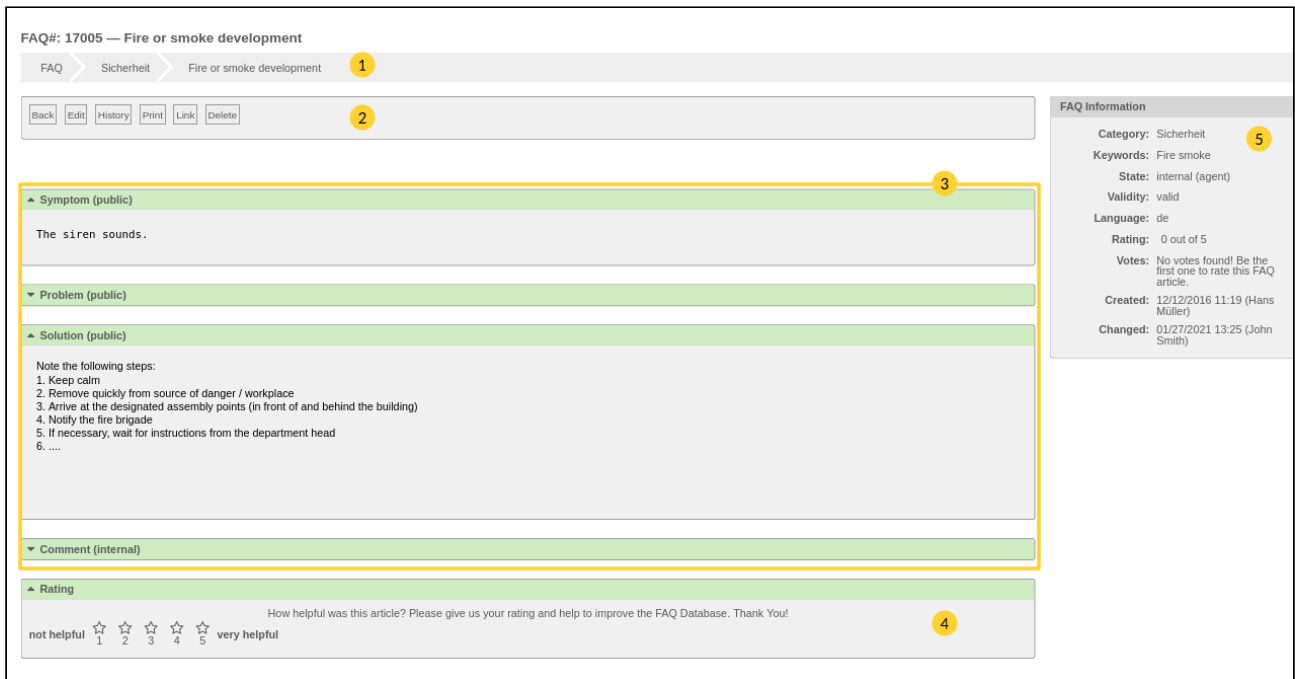 FAQ#: 17005 — Fire or smoke development
FAQ Sicherheit Fire or smoke development 1
Back Edit History Print Link Delete 2
3
Symptom (public)
The siren sounds.
Problem (public)
Solution (public)
Note the following steps:
1. Keep calm
2. Remove quickly from source of danger / workplace
3. Arrive at the designated assembly points (in front of and behind the building)
4. Notify the fire brigade
5. If necessary, wait for instructions from the department head
6. ....
Comment (internal)
Rating
How helpful was this article? Please give us your rating and help to improve the FAQ Database. Thank You!
4
not helpful 1 2 3 4 5 very helpful
FAQ Information
5
Category: Sicherheit
Keywords: Fire smoke
State: internal (agent)
Validity: valid
Language: de
Rating: 0 out of 5
Votes: No votes found! Be the
first one to rate this FAQ
article.
Created: 12/12/2016 11:19 (Hans
Müller)
Changed: 01/27/2021 13:25 (John
Smith)